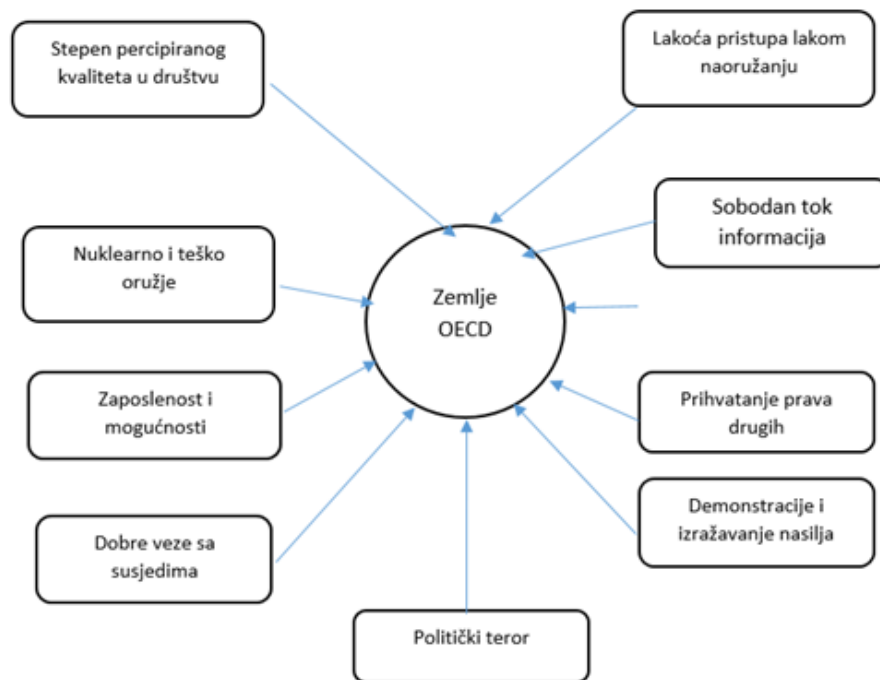 Stepen percipiranog
kvaliteta u društvu
Lakoća pristupa lakom
naoružanju
Sobodan tok
informacija
Nuklearno i teško
oružje
Zemlje
OECD
Zaposlenost i
mogućnosti
Prihvatanje prava
drugih
Demonstracije i
izražavanje nasilja
Dobre veze sa
susjedima
Politički teror